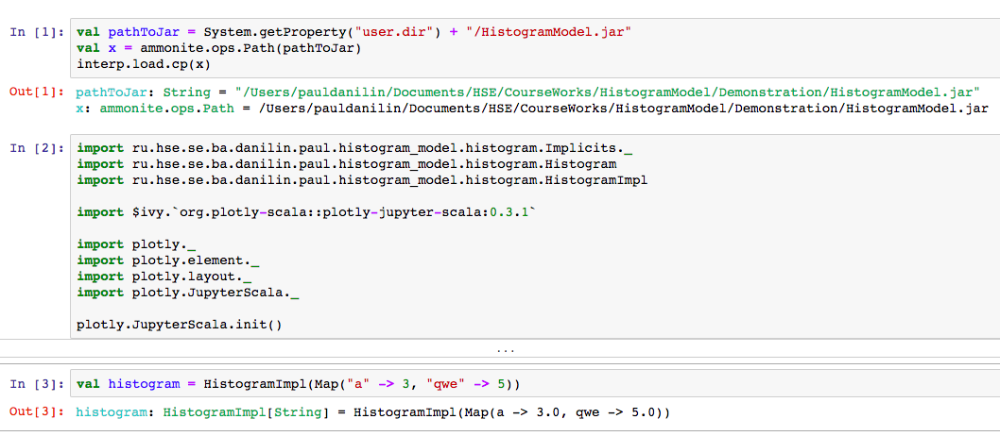 In [1]: val pathToJar = System.getProperty("user.dir") + "/HistogramModel.jar"
val x = ammonite.ops.Path(pathToJar)
interp.load.cp(x)
Out[1]: pathToJar: String = "/Users/pauldanilin/Documents/HSE/CourseWorks/HistogramModel/Demonstration/HistogramModel.jar"
x: ammonite.ops.Path = /Users/pauldanilin/Documents/HSE/CourseWorks/HistogramModel/Demonstration/HistogramModel.jar
In [2]: import ru.hse.se.ba.danilin.paul.histogram_model.histogram.Implicits._
import ru.hse.se.ba.danilin.paul.histogram_model.histogram.Histogram
import ru.hse.se.ba.danilin.paul.histogram_model.histogram.HistogramImpl
import $ivy.`org.plotly-scala::plotly-jupyter-scala:0.3.1`
import plotly._
import plotly.element._
import plotly.layout._
import plotly.JupyterScala._
plotly.JupyterScala.init()
...
In [3]: val histogram = HistogramImpl(Map("a" -> 3, "qwe" -> 5))
Out[3]: histogram: HistogramImpl[String] = HistogramImpl(Map(a -> 3.0, qwe -> 5.0))